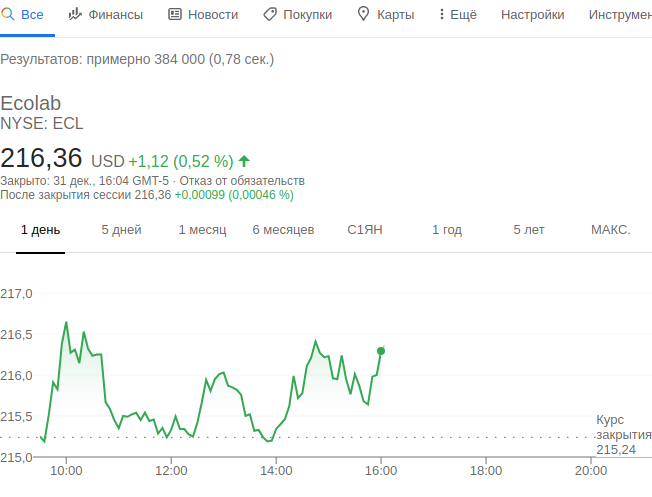 Все Финансы Новости Покупки Карты Ещё Настройки Инструмен
Результатов: примерно 384 000 (0,78 сек.)
Ecolab
NYSE: ECL
216,36 USD +1,12 (0,52 %)
Закрыто: 31 дек., 16:04 GMT-5 · Отказ от обязательств
После закрытия сессии 216,36 +0,00099 (0,00046 %)
1 день 5 дней 1 месяц 6 месяцев С1ЯН 1 год 5 лет МАКС.
217,0
216,5
216,0
215,5
Курс
закрытия
215,24
215,0
10:00 12:00 14:00 16:00 18:00 20:00